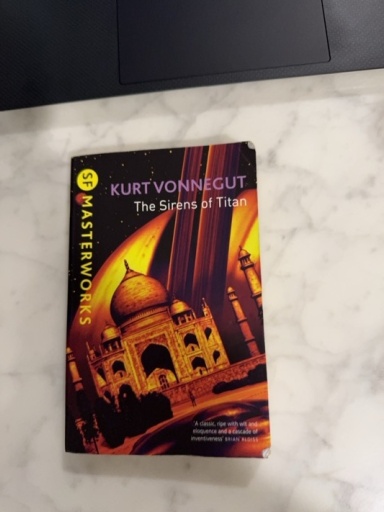 SF MASTERWORKS
KURT VONNEGUT
The Sirens of Titan
'A classic, ripe with wit and
eloquence and a cascade of
inventiveness' BRIAN ALDISS